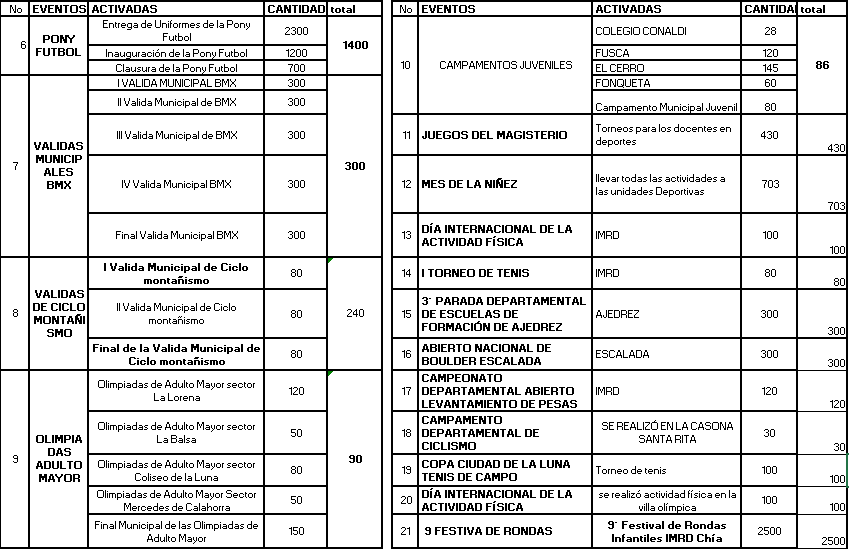 No EVENTOS ACTIVADAS CANTIDAD total
6 PONY FUTBOL Entrega de Uniformes de la Pony Futbol 2300 1400
Inauguración de la Pony Futbol 1200
Clausura de la Pony Futbol 700
7 VALIDAS MUNICIPALES BMX I VALIDA MUNICIPAL BMX 300 300
II Valida Municipal de BMX 300
III Valida Municipal de BMX 300
IV Valida Municipal BMX 300
Final Valida Municipal BMX 300
8 VALIDAS DE CICLO MONTAÑISMO I Valida Municipal de Ciclo montañismo 80 240
II Valida Municipal de Ciclo montañismo 80
Final de la Valida Municipal de Ciclo montañismo 80
9 OLIMPIADAS ADULTO MAYOR Olimpiadas de Adulto Mayor sector La Lorena 120 90
Olimpiadas de Adulto Mayor sector La Balsa 50
Olimpiadas de Adulto Mayor sector Coliseo de la Luna 80
Olimpiadas de Adulto Mayor Sector Mercedes de Calahorra 50
Final Municipal de las Olimpiadas de Adulto Mayor 150
No EVENTOS ACTIVADAS CANTIDAD total
10 CAMPAMENTOS JUVENILES COLEGIO CONALDI 28 86
FUSCA 120
EL CERRO 145
FONQUETA 60
Campamento Municipal Juvenil 80
11 JUEGOS DEL MAGISTERIO Torneos para los docentes en deportes 430 430
12 MES DE LA NIÑEZ llevar todas las actividades a las unidades Deportivas 703 703
13 DÍA INTERNACIONAL DE LA ACTIVIDAD FÍSICA IMRD 100 100
14 I TORNEO DE TENIS IMRD 80 80
15 3° PARADA DEPARTAMENTAL DE ESCUELAS DE FORMACIÓN DE AJEDREZ AJEDREZ 300 300
16 ABIERTO NACIONAL DE BOULDER ESCALADA ESCALADA 300 300
17 CAMPEONATO DEPARTAMENTAL ABIERTO LEVANTAMIENTO DE PESAS IMRD 120 120
18 CAMPAMENTO DEPARTAMENTAL DE CICLISMO SE REALIZÓ EN LA CASONA SANTA RITA 30 30
19 COPA CIUDAD DE LA LUNA TENIS DE CAMPO Torneo de tenis 100 100
20 DÍA INTERNACIONAL DE LA ACTIVIDAD FÍSICA se realizó actividad física en la villa olímpica 100 100
21 9 FESTIVA DE RONDAS 9° Festival de Rondas Infantiles IMRD Chía 2500 2500